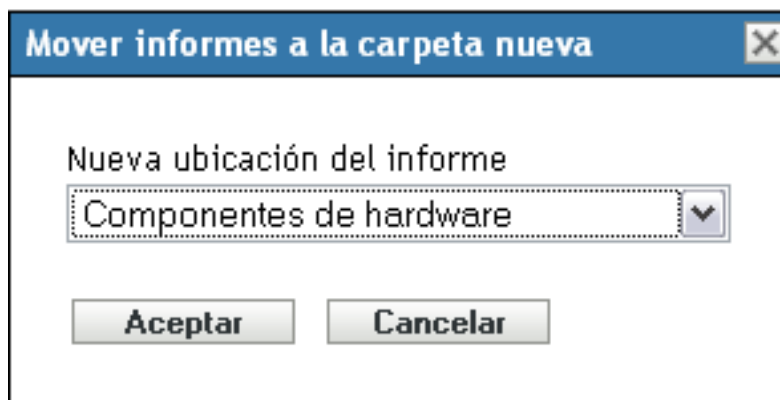 Mover informes a la carpeta nueva
Nueva ubicación del informe
Componentes de hardware
Aceptar Cancelar